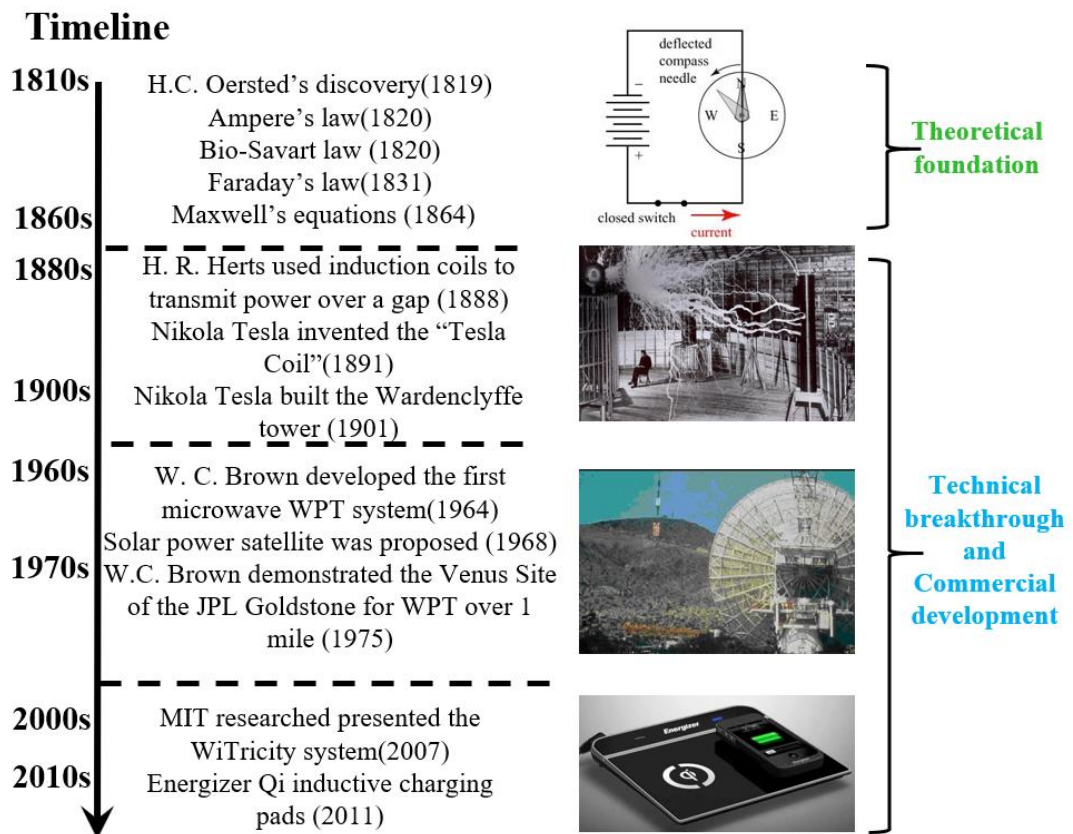 Timeline
1810s
H.C. Oersted’s discovery(1819)
Ampere’s law(1820)
Bio-Savart law (1820)
Faraday’s law(1831)
1860s
Maxwell’s equations (1864)
deflected
compass
needle
−
+
N
W
E
S
closed switch
current
Theoretical
foundation
1880s
H. R. Herts used induction coils to
transmit power over a gap (1888)
Nikola Tesla invented the “Tesla
Coil”(1891)
1900s
Nikola Tesla built the Wardenclyffe
tower (1901)
1960s
W. C. Brown developed the first
microwave WPT system(1964)
Solar power satellite was proposed (1968)
1970s
W.C. Brown demonstrated the Venus Site
of the JPL Goldstone for WPT over 1
mile (1975)
Technical
breakthrough
and
Commercial
development
2000s
MIT researched presented the
WiTricity system(2007)
2010s
Energizer Qi inductive charging
pads (2011)
Energizer